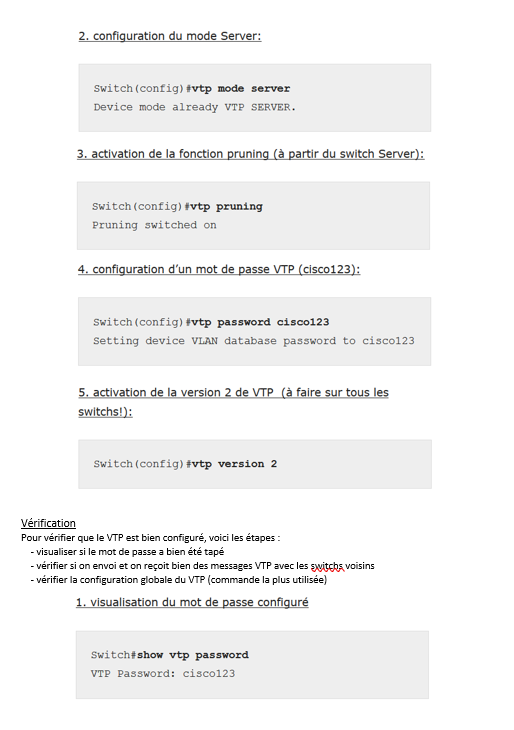 2. configuration du mode Server:
Switch(config)#vtp mode server
Device mode already VTP SERVER.
3. activation de la fonction pruning (à partir du switch Server):
Switch(config)#vtp pruning
Pruning switched on
4. configuration d'un mot de passe VTP (cisco123):
Switch(config)#vtp password cisco123
Setting device VLAN database password to cisco123
5. activation de la version 2 de VTP (à faire sur tous les
switchs!):
Switch(config)#vtp version 2
Vérification
Pour vérifier que le VTP est bien configuré, voici les étapes :
- visualiser si le mot de passe a bien été tapé
- vérifier si on envoi et on reçoit bien des messages VTP avec les switchs voisins
- vérifier la configuration globale du VTP (commande la plus utilisée)
1. visualisation du mot de passe configuré
Switch#show vtp password
VTP Password: cisco123